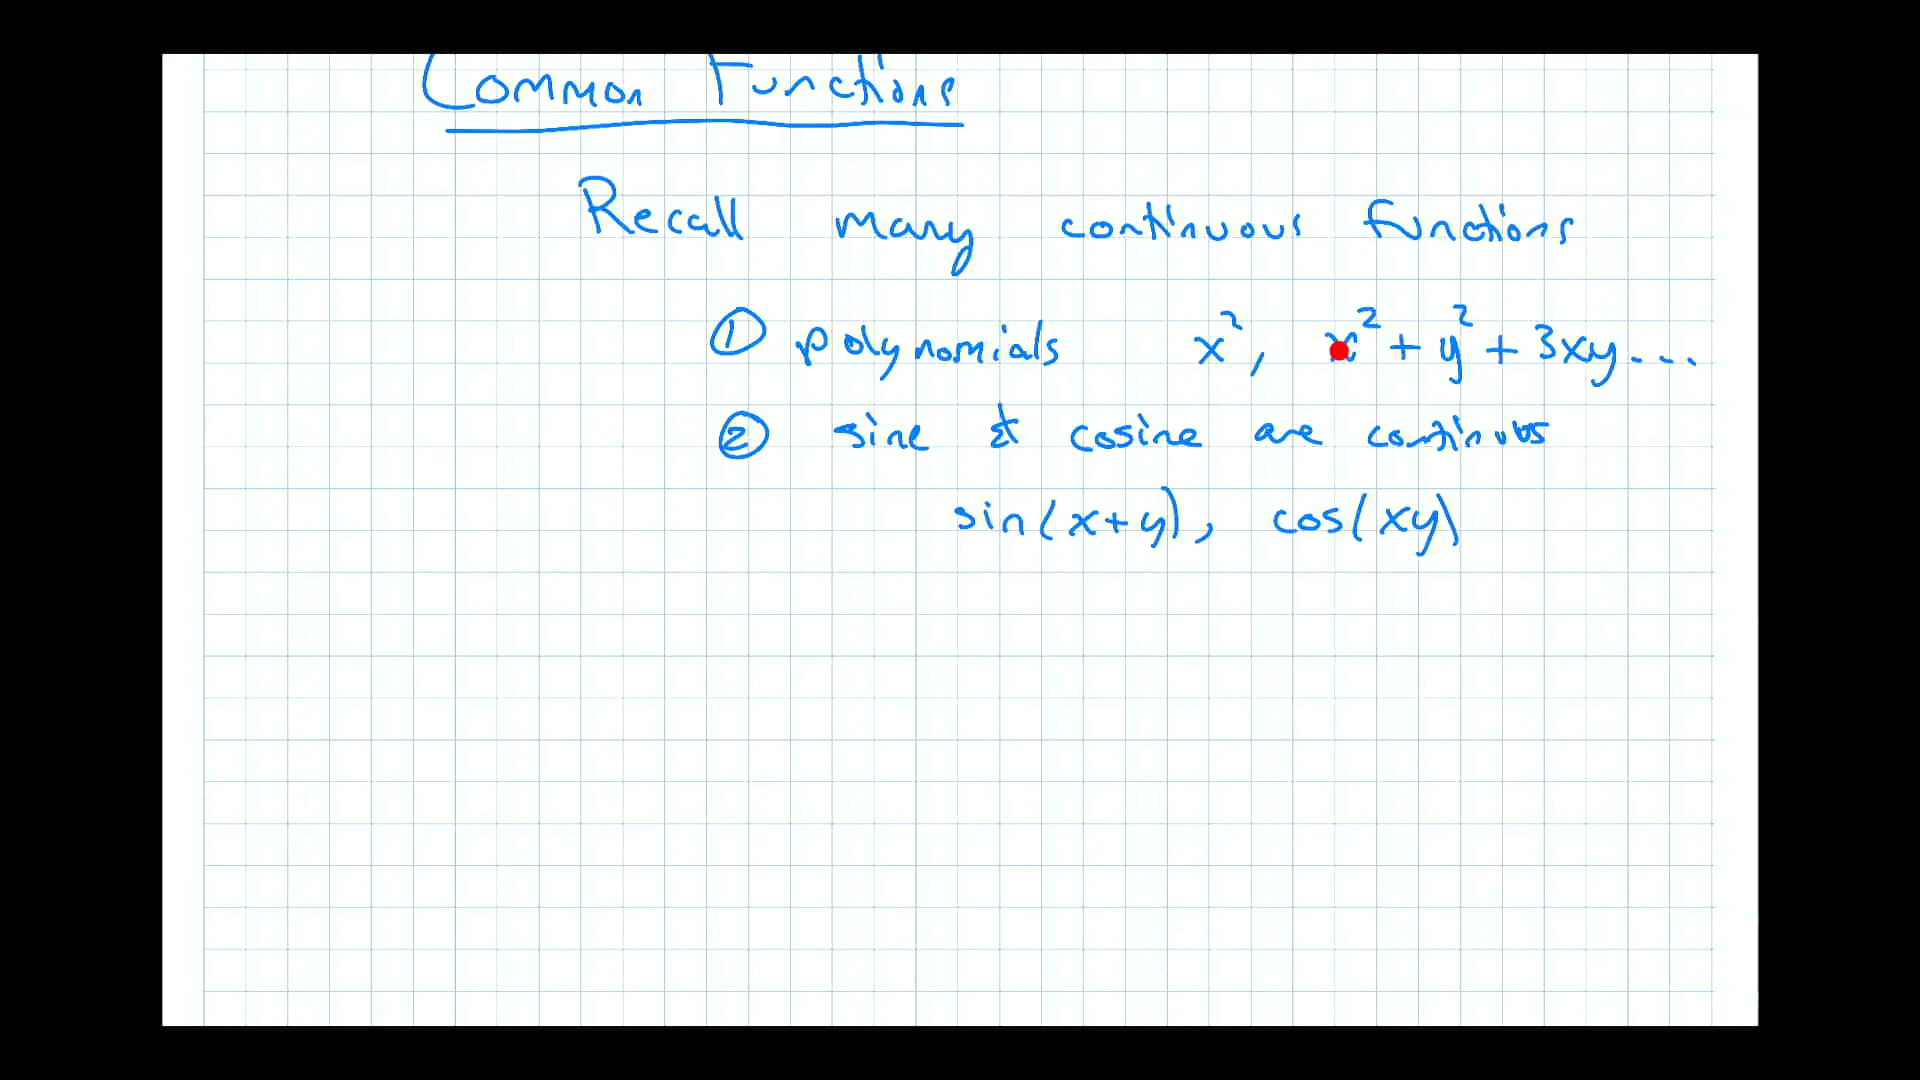 Common Functions
Recall many continuous functions
① polynomials x², x² + y² + 3xy...
② sine & cosine are continuous
sin(x+y), cos(xy)